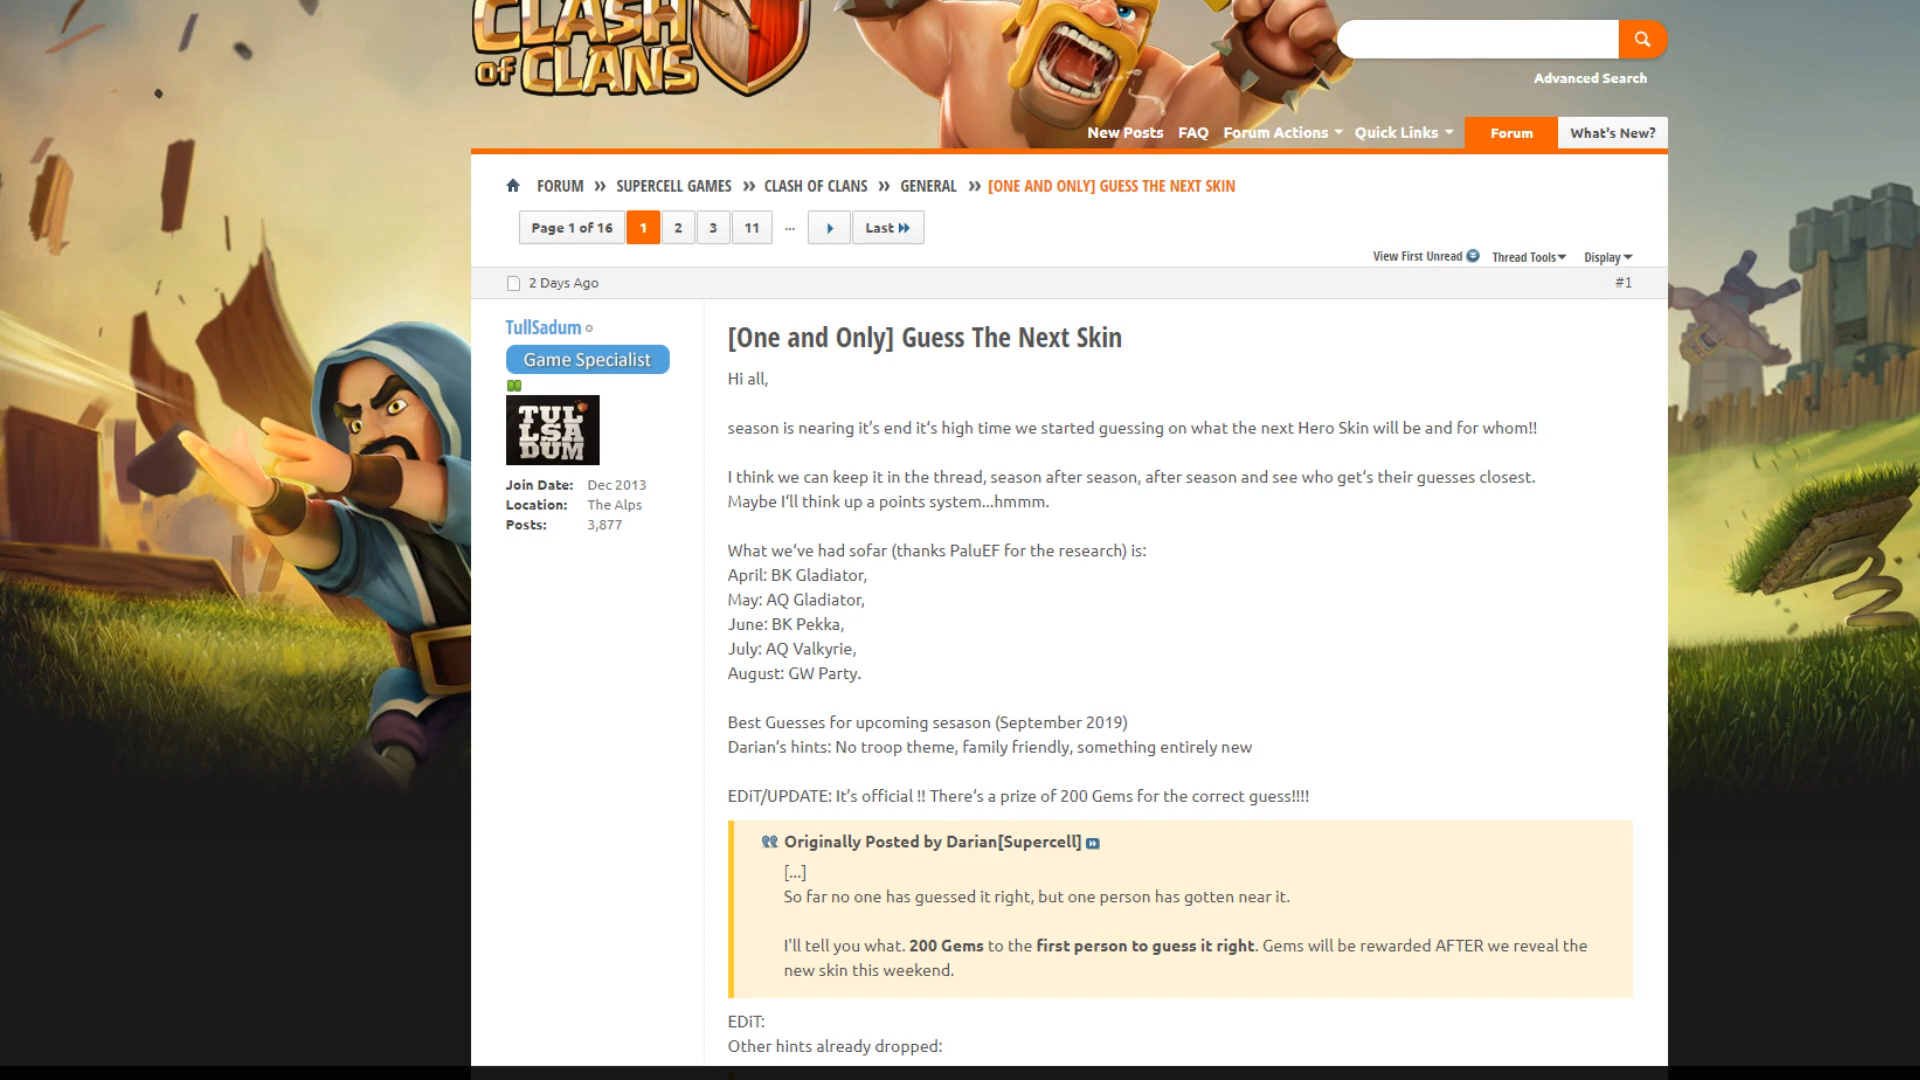 CLASH
OF CLANS
Advanced Search
New Posts FAQ Forum Actions Quick Links Forum What's New?
FORUM » SUPERCELL GAMES » CLASH OF CLANS » GENERAL » [ONE AND ONLY] GUESS THE NEXT SKIN
Page 1 of 16 1 2 3 11 ... Last
View First Unread Thread Tools Display
2 Days Ago #1
TullSadum
Game Specialist
TUL
LSA
DUM
Join Date: Dec 2013
Location: The Alps
Posts: 3,877
[One and Only] Guess The Next Skin
Hi all,
season is nearing it's end it's high time we started guessing on what the next Hero Skin will be and for whom!!
I think we can keep it in the thread, season after season, after season and see who get's their guesses closest.
Maybe I'll think up a points system...hmmm.
What we've had sofar (thanks PaluEF for the research) is:
April: BK Gladiator,
May: AQ Gladiator,
June: BK Pekka,
July: AQ Valkyrie,
August: GW Party.
Best Guesses for upcoming sesason (September 2019)
Darian's hints: No troop theme, family friendly, something entirely new
EDiT/UPDATE: It's official !! There's a prize of 200 Gems for the correct guess!!!!
Originally Posted by Darian[Supercell]
[...]
So far no one has guessed it right, but one person has gotten near it.
I'll tell you what. 200 Gems to the first person to guess it right. Gems will be rewarded AFTER we reveal the
new skin this weekend.
EDiT:
Other hints already dropped: